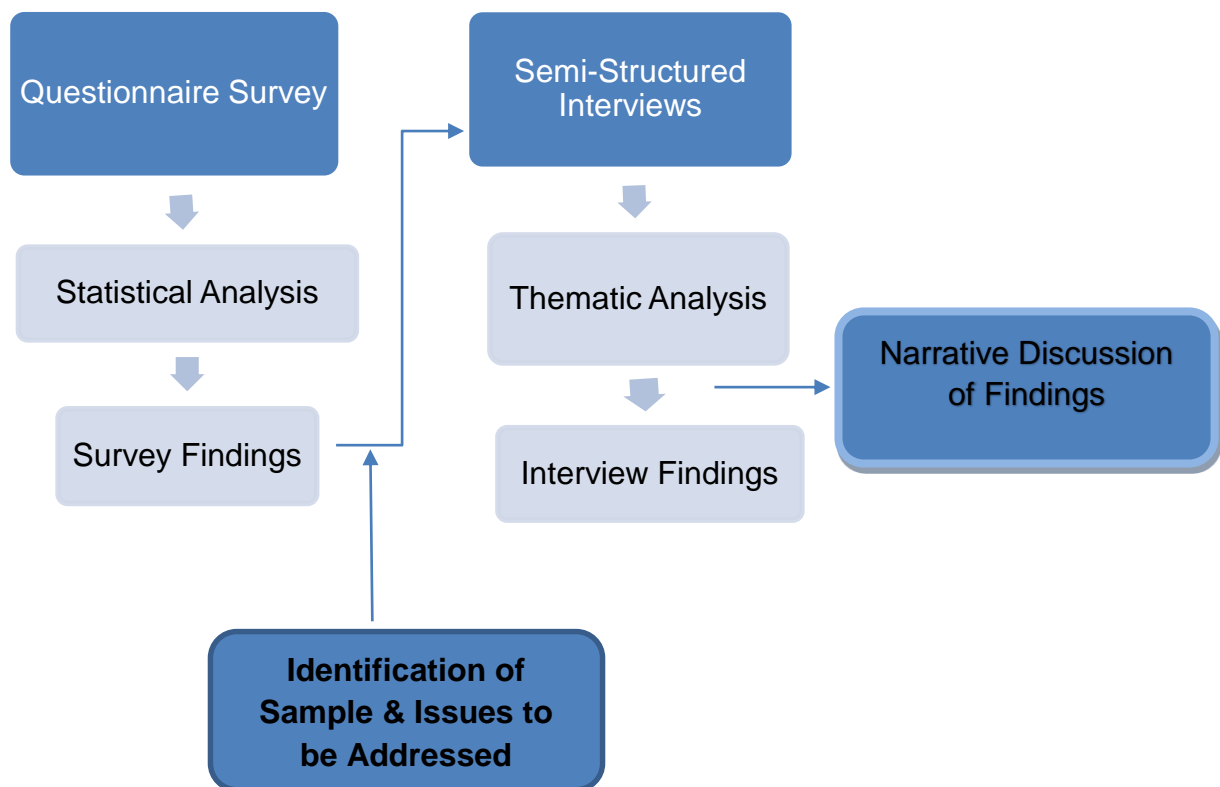 Questionnaire Survey
Statistical Analysis
Survey Findings
Semi-Structured
Interviews
Thematic Analysis
Interview Findings
Narrative Discussion
of Findings
Identification of
Sample & Issues to
be Addressed